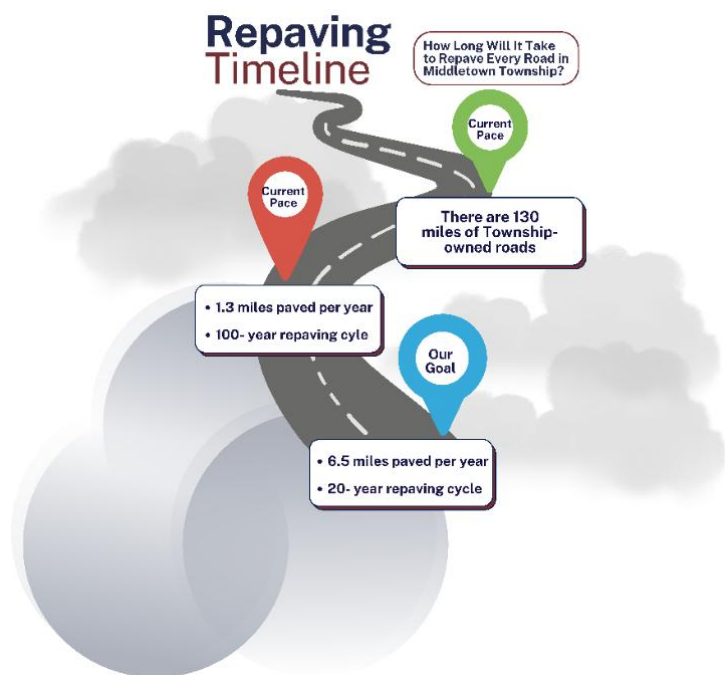 Repaving
Timeline
How Long Will It Take
to Repave Every Road in
Middletown Township?
Current
Pace
There are 130
miles of Township-
owned roads
Current
Pace
• 1.3 miles paved per year
• 100- year repaving cyle
Our
Goal
• 6.5 miles paved per year
• 20- year repaving cycle